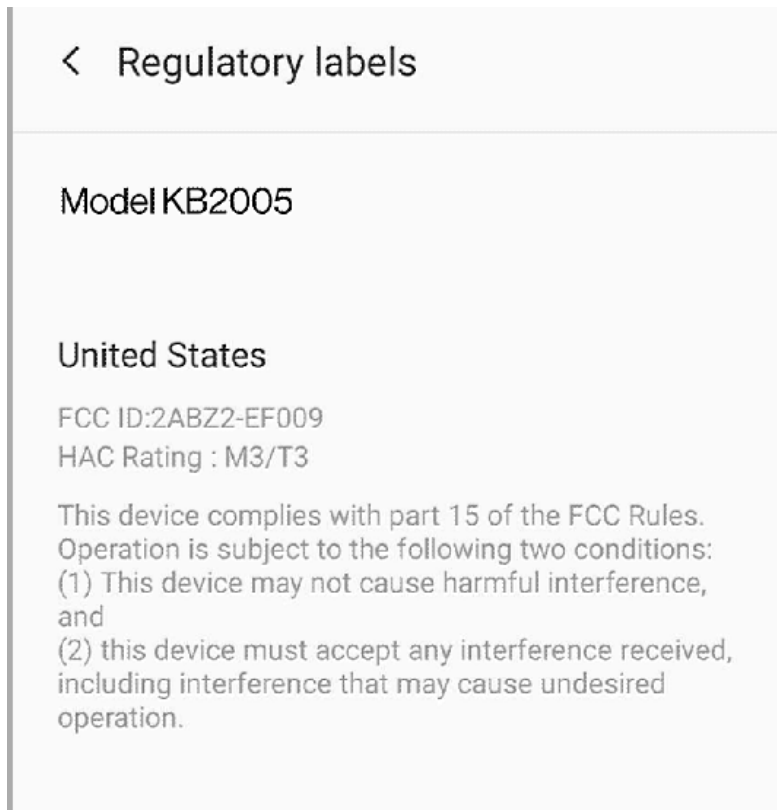 Regulatory labels
Model KB2005
United States
FCC ID:2ABZ2-EF009
HAC Rating : M3/T3
This device complies with part 15 of the FCC Rules.
Operation is subject to the following two conditions:
(1) This device may not cause harmful interference,
and
(2) this device must accept any interference received,
including interference that may cause undesired
operation.